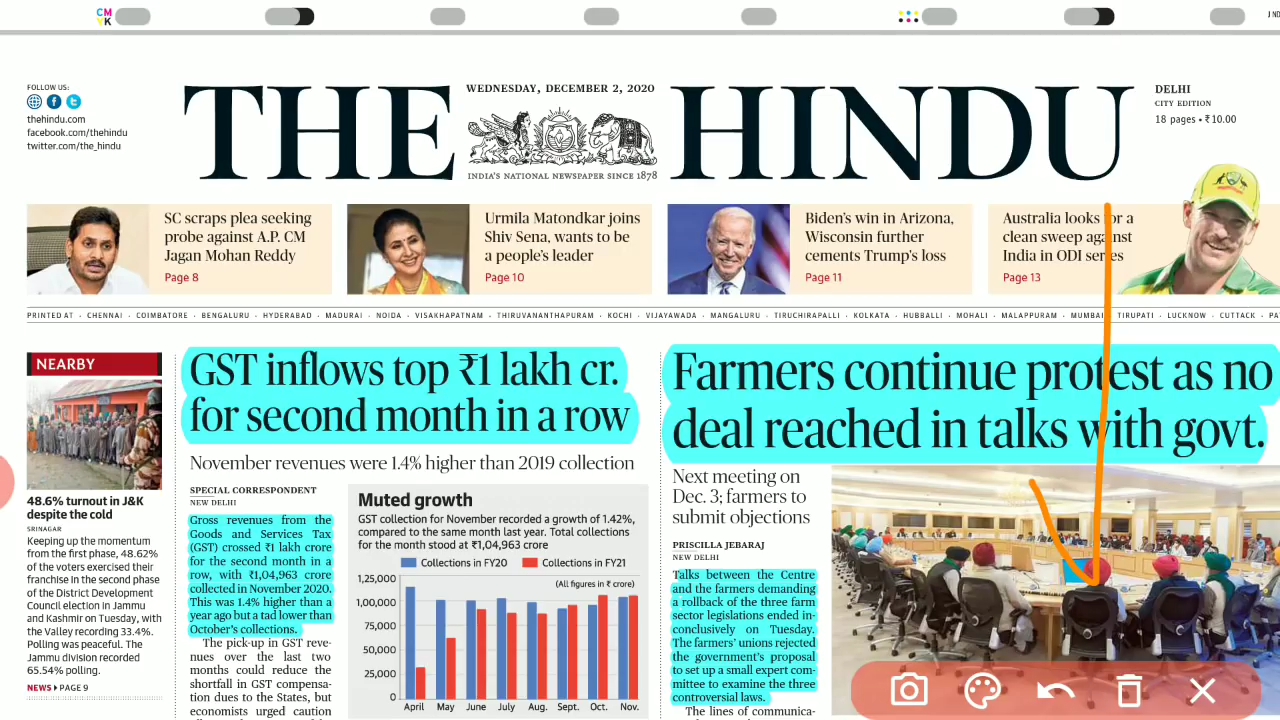 CM
YK
FOLLOW US:
thehindu.com
facebook.com/thehindu
twitter.com/the_hindu
THE HINDU
WEDNESDAY, DECEMBER 2, 2020
INDIA'S NATIONAL NEWSPAPER SINCE 1878
DELHI
CITY EDITION
18 pages • ₹10.00
SC scraps plea seeking
probe against A.P. CM
Jagan Mohan Reddy
Page 8
Urmila Matondkar joins
Shiv Sena, wants to be
a people's leader
Page 10
Biden's win in Arizona,
Wisconsin further
cements Trump's loss
Page 11
Australia looks for a
clean sweep against
India in ODI series
Page 13
PRINTED AT · CHENNAI · COIMBATORE · BENGALURU · HYDERABAD · MADURAI · NOIDA · VISAKHAPATNAM · THIRUVANANTHAPURAM · KOCHI · VIJAYAWADA · MANGALURU · TIRUCHIRAPALLI · KOLKATA · HUBBALLI · MOHALI · MALAPPURAM · MUMBAI · TIRUPATI · LUCKNOW · CUTTACK ·
NEARBY
48.6% turnout in J&K
despite the cold
SRINAGAR
Keeping up the momentum
from the first phase, 48.62%
of the voters exercised their
franchise in the second phase
of the District Development
Council election in Jammu
and Kashmir on Tuesday, with
the Valley recording 33.4%.
Polling was peaceful. The
Jammu division recorded
65.54% polling.
NEWS PAGE 9
GST inflows top ₹1 lakh cr.
for second month in a row
November revenues were 1.4% higher than 2019 collection
SPECIAL CORRESPONDENT
NEW DELHI
Gross revenues from the
Goods and Services Tax
(GST) crossed ₹1 lakh crore
for the second month in a
row, with ₹1,04,963 crore
collected in November 2020.
This was 1.4% higher than a
year ago but a tad lower than
October's collections.
The pick-up in GST reve-
nues over the last two
months could reduce the
shortfall in GST compensa-
tion dues to the States, but
economists urged caution
Muted growth
GST collection for November recorded a growth of 1.42%,
compared to the same month last year. Total collections
for the month stood at ₹1,04,963 crore
Collections in FY20 Collections in FY21
(All figures in ₹ crore)
1,25,000
1,00,000
75,000
50,000
25,000
0
April May June July Aug. Sept. Oct. Nov.
Farmers continue protest as no
deal reached in talks with govt.
Next meeting on
Dec. 3; farmers to
submit objections
PRISCILLA JEBARAJ
NEW DELHI
Talks between the Centre
and the farmers demanding
a rollback of the three farm
sector legislations ended in-
conclusively on Tuesday.
The farmers' unions rejected
the government's proposal
to set up a small expert com-
mittee to examine the three
controversial laws.
The lines of communica-